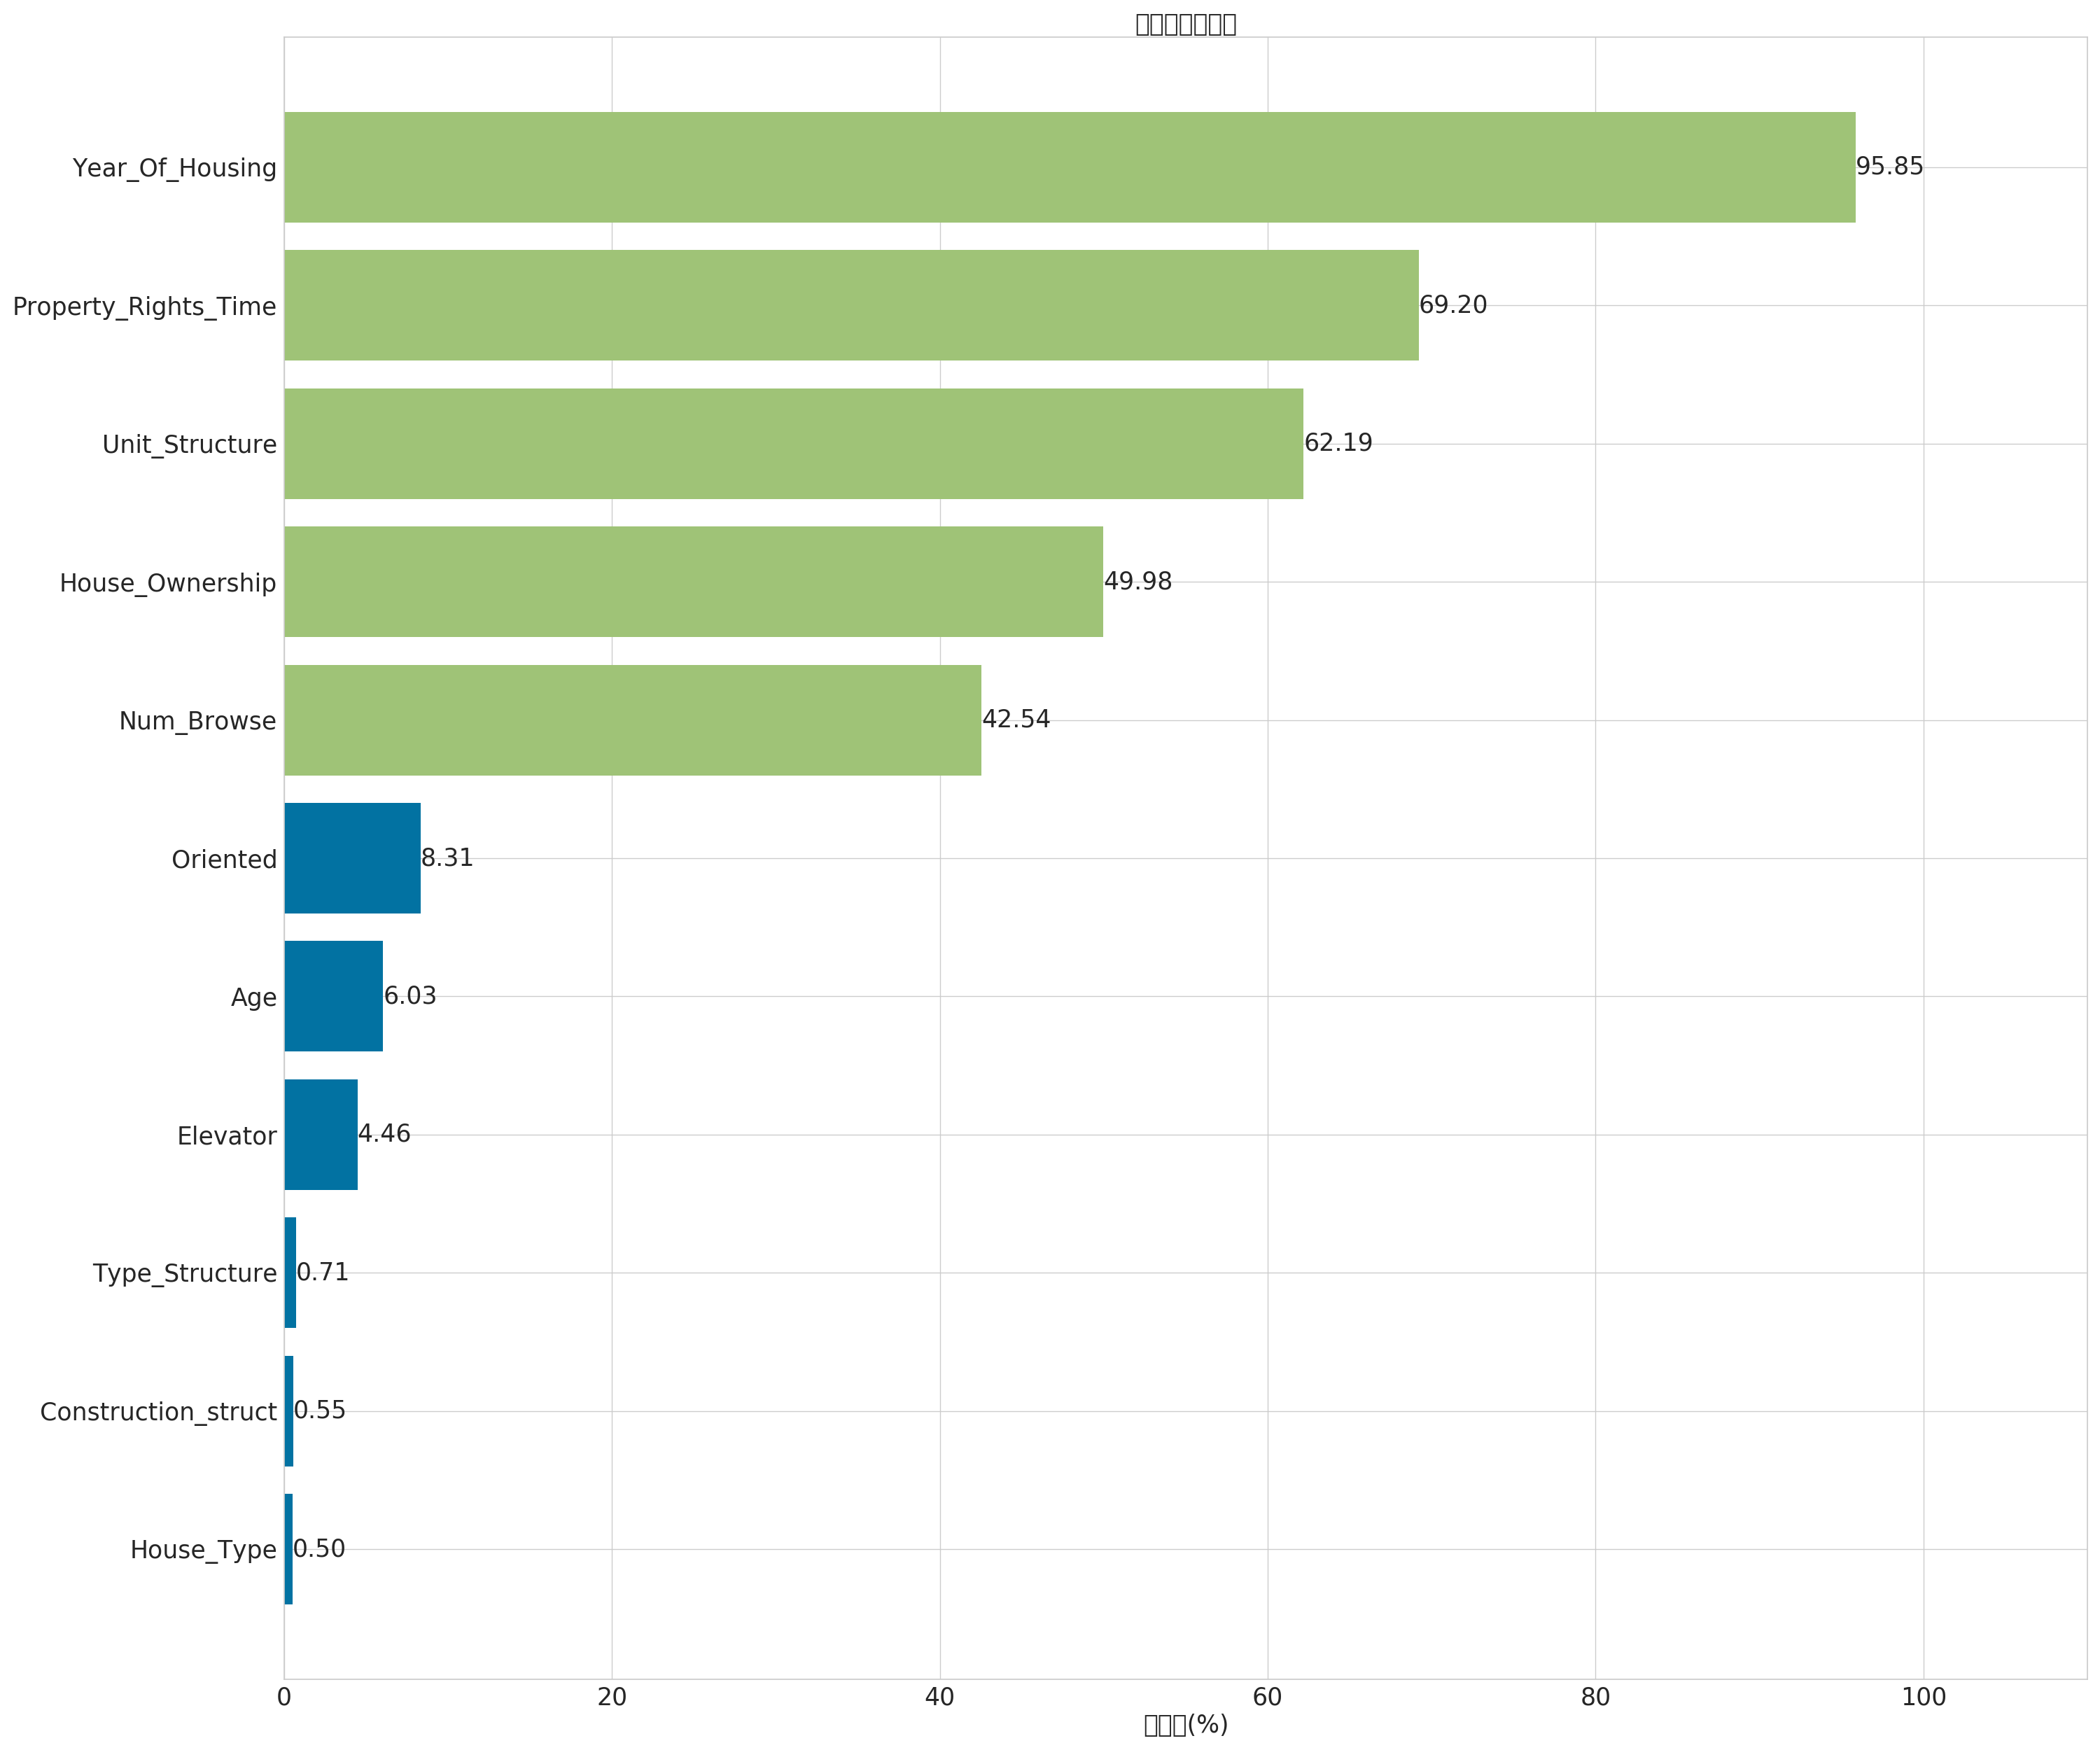 Year_Of_Housing
95.85
Property_Rights_Time
69.20
Unit_Structure
62.19
House_Ownership
49.98
Num_Browse
42.54
Oriented
8.31
Age
6.03
Elevator
4.46
Type_Structure
0.71
Construction_struct
0.55
House_Type
0.50
0 20 40 60 80 100
(%)